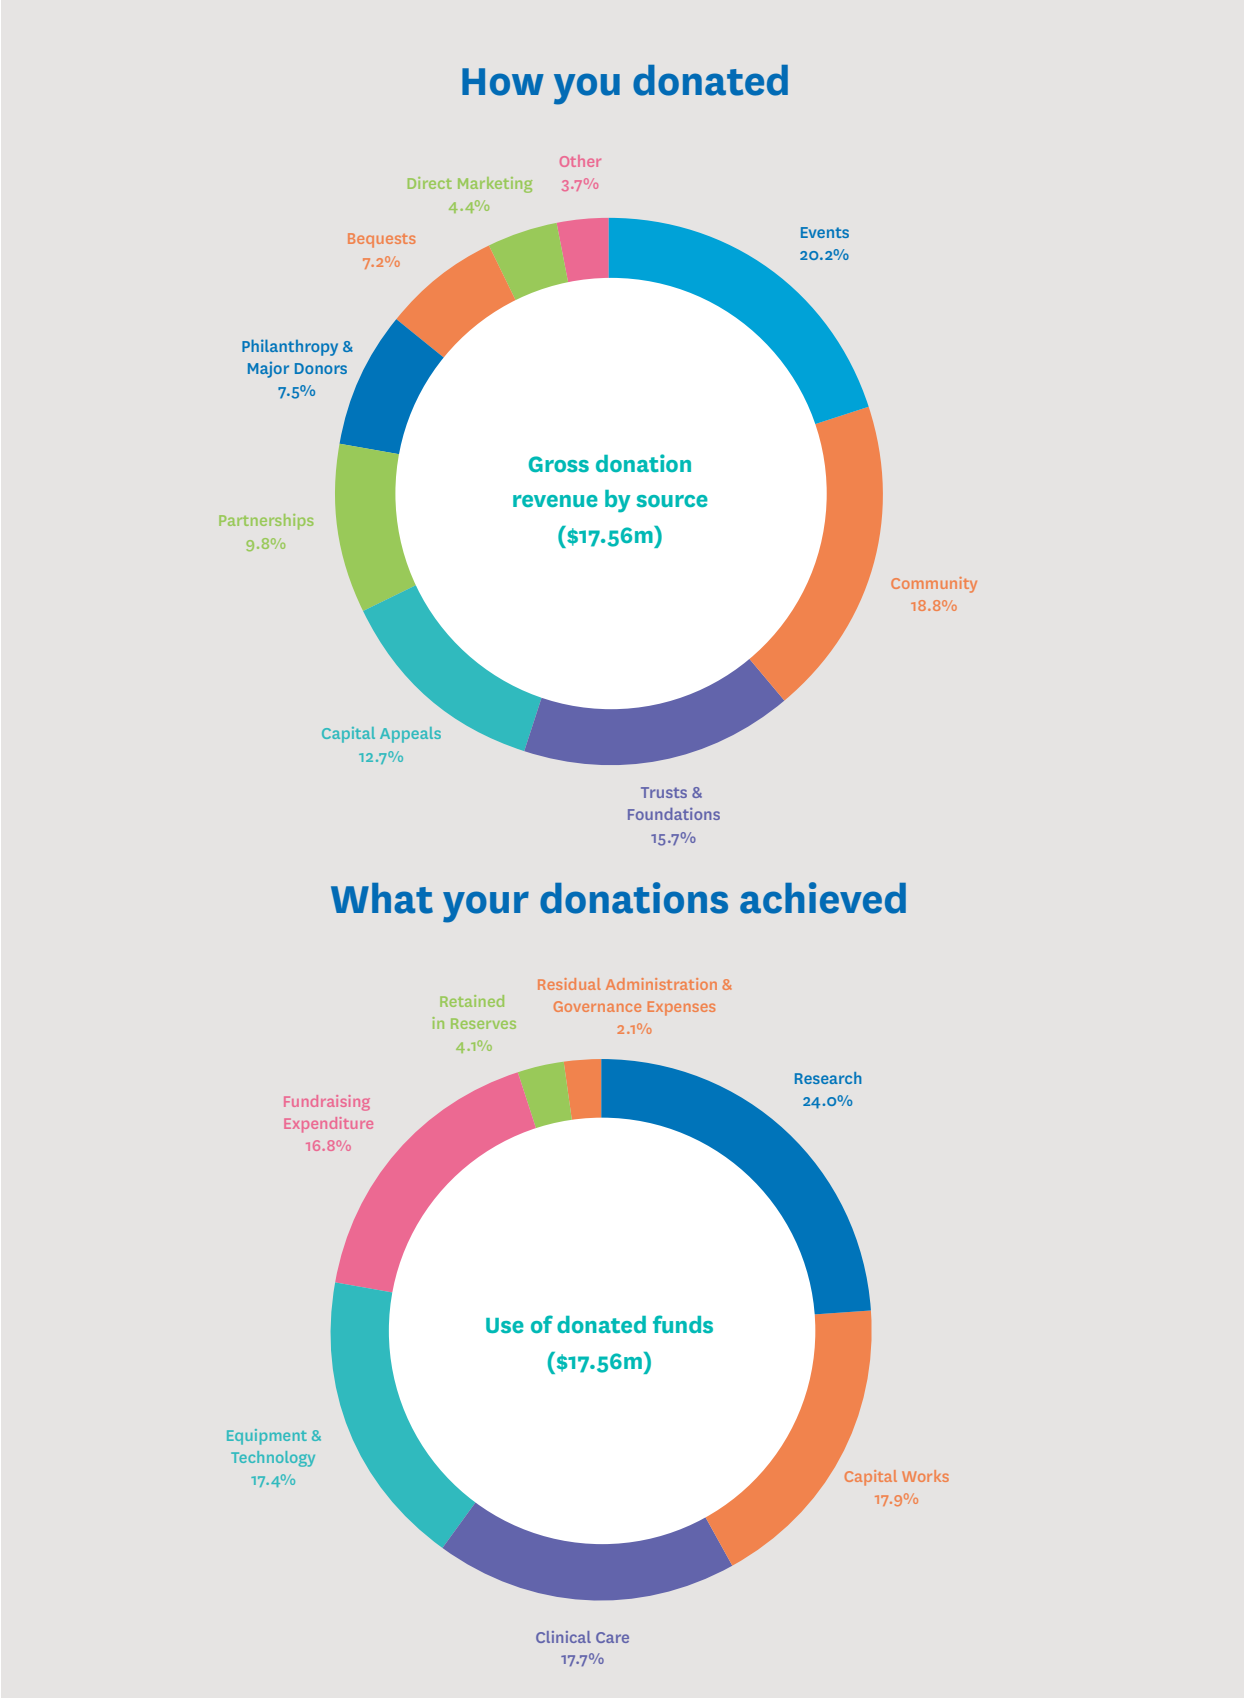 How you donated
Other
3.7%
Direct Marketing
4.4%
Events
20.2%
Bequests
7.2%
Philanthropy &
Major Donors
7.5%
Gross donation
revenue by source
($17.56m)
Partnerships
9.8%
Community
18.8%
Capital Appeals
12.7%
Trusts &
Foundations
15.7%
What your donations achieved
Residual Administration &
Governance Expenses
2.1%
Retained
in Reserves
4.1%
Research
24.0%
Fundraising
Expenditure
16.8%
Use of donated funds
($17.56m)
Equipment &
Technology
17.4%
Capital Works
17.9%
Clinical Care
17.7%